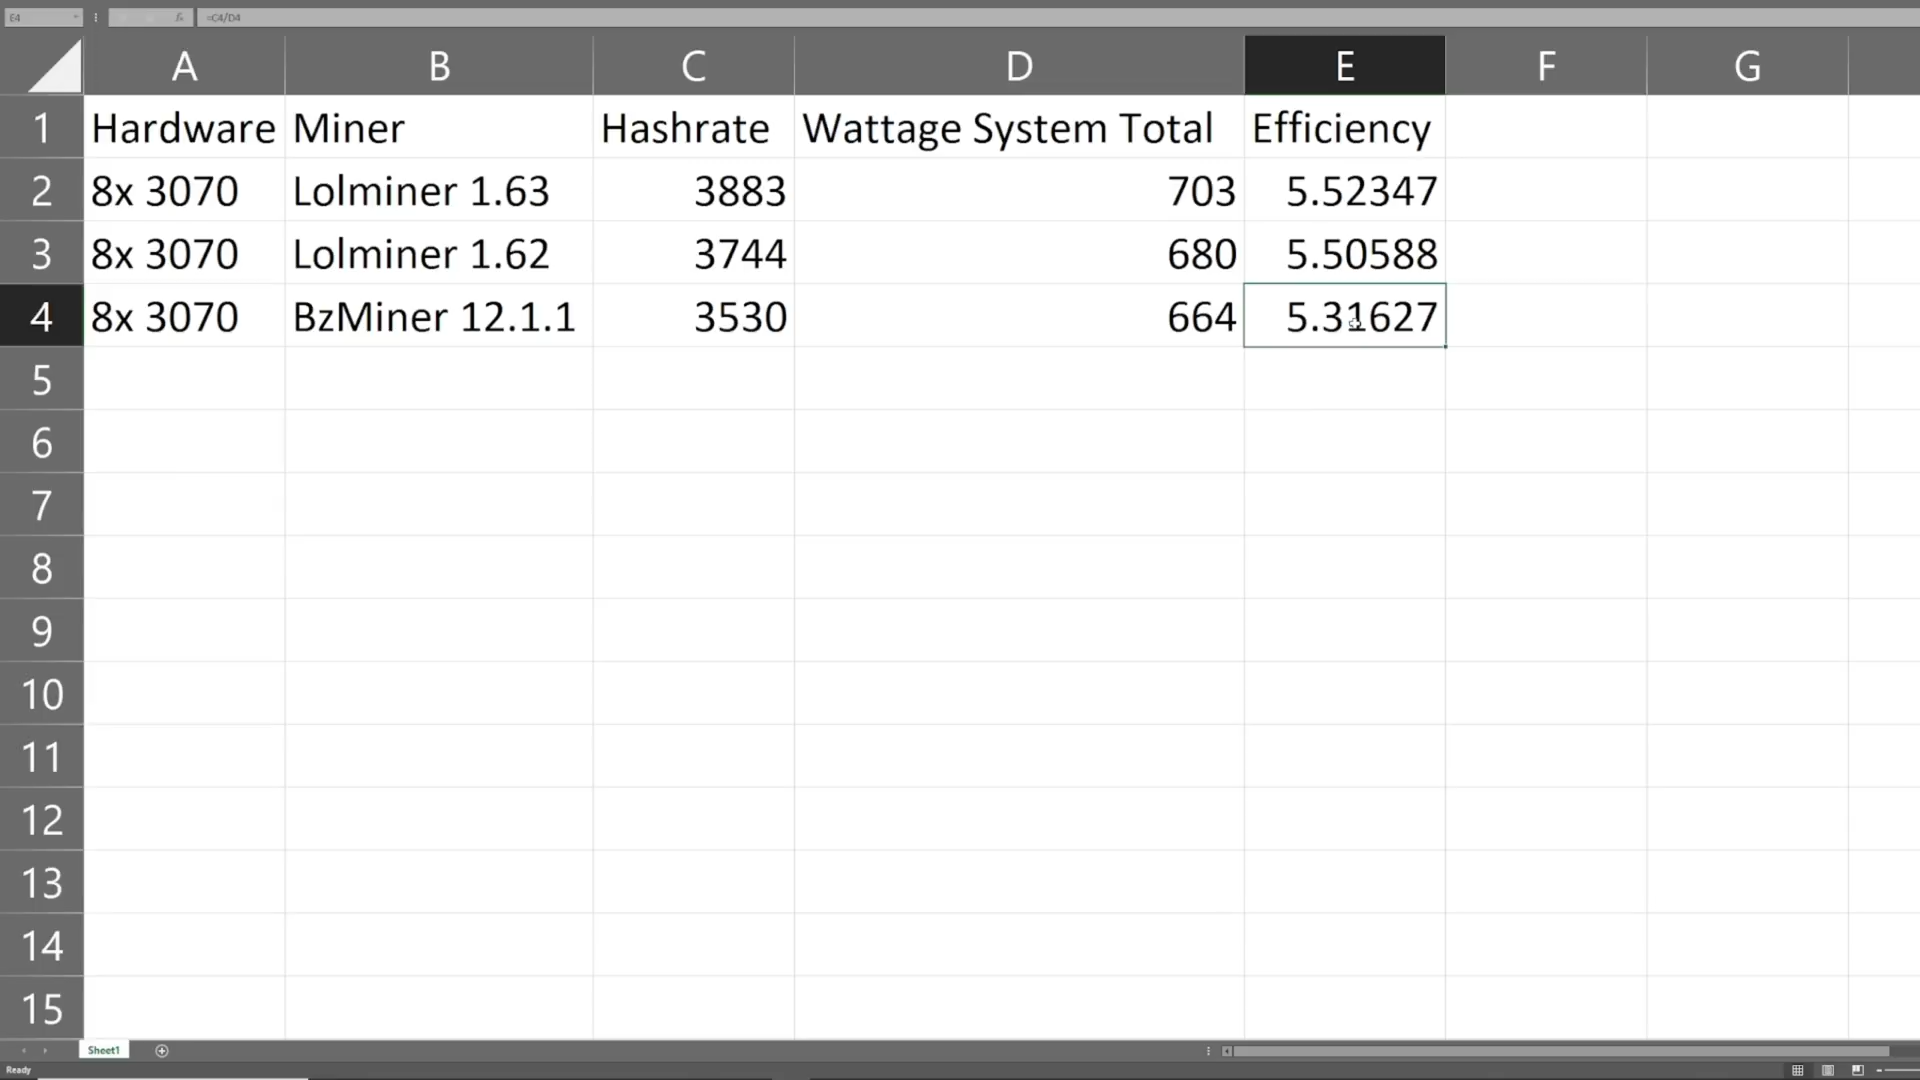 E4 fx =C4/D4
A B C D E F G
1 Hardware Miner Hashrate Wattage System Total Efficiency
2 8x 3070 Lolminer 1.63 3883 703 5.52347
3 8x 3070 Lolminer 1.62 3744 680 5.50588
4 8x 3070 BzMiner 12.1.1 3530 664 5.31627
5
6
7
8
9
10
11
12
13
14
15
Sheet1
Ready